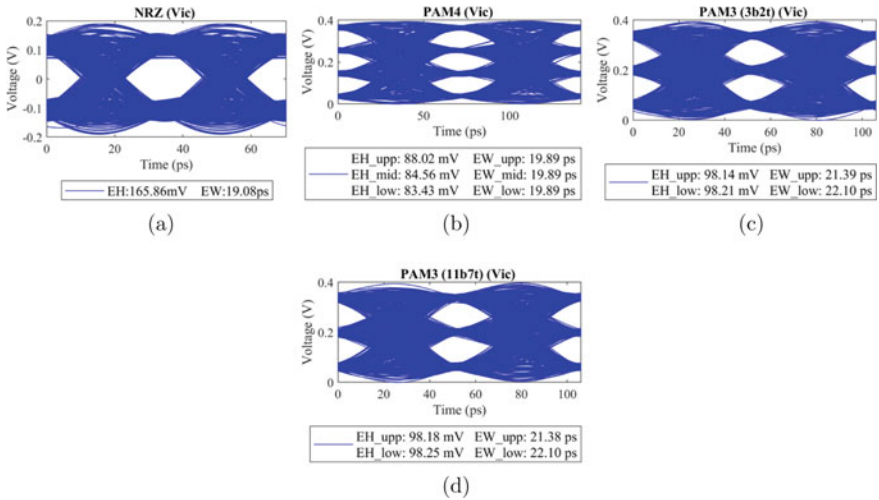 NRZ (Vic)
0.2
0.1
0
-0.1
-0.2
Voltage (V)
0 20 40 60
Time (ps)
EH:165.86mV EW:19.08ps
(a)
PAM4 (Vic)
0.4
0.2
0
Voltage (V)
0 50 100
Time (ps)
EH_upp: 88.02 mV EW_upp: 19.89 ps
EH_mid: 84.56 mV EW_mid: 19.89 ps
EH_low: 83.43 mV EW_low: 19.89 ps
(b)
PAM3 (3b2t) (Vic)
0.4
0.2
0
Voltage (V)
0 20 40 60 80 100
Time (ps)
EH_upp: 98.14 mV EW_upp: 21.39 ps
EH_low: 98.21 mV EW_low: 22.10 ps
(c)
PAM3 (11b7t) (Vic)
0.4
0.2
0
Voltage (V)
0 20 40 60 80 100
Time (ps)
EH_upp: 98.18 mV EW_upp: 21.38 ps
EH_low: 98.25 mV EW_low: 22.10 ps
(d)